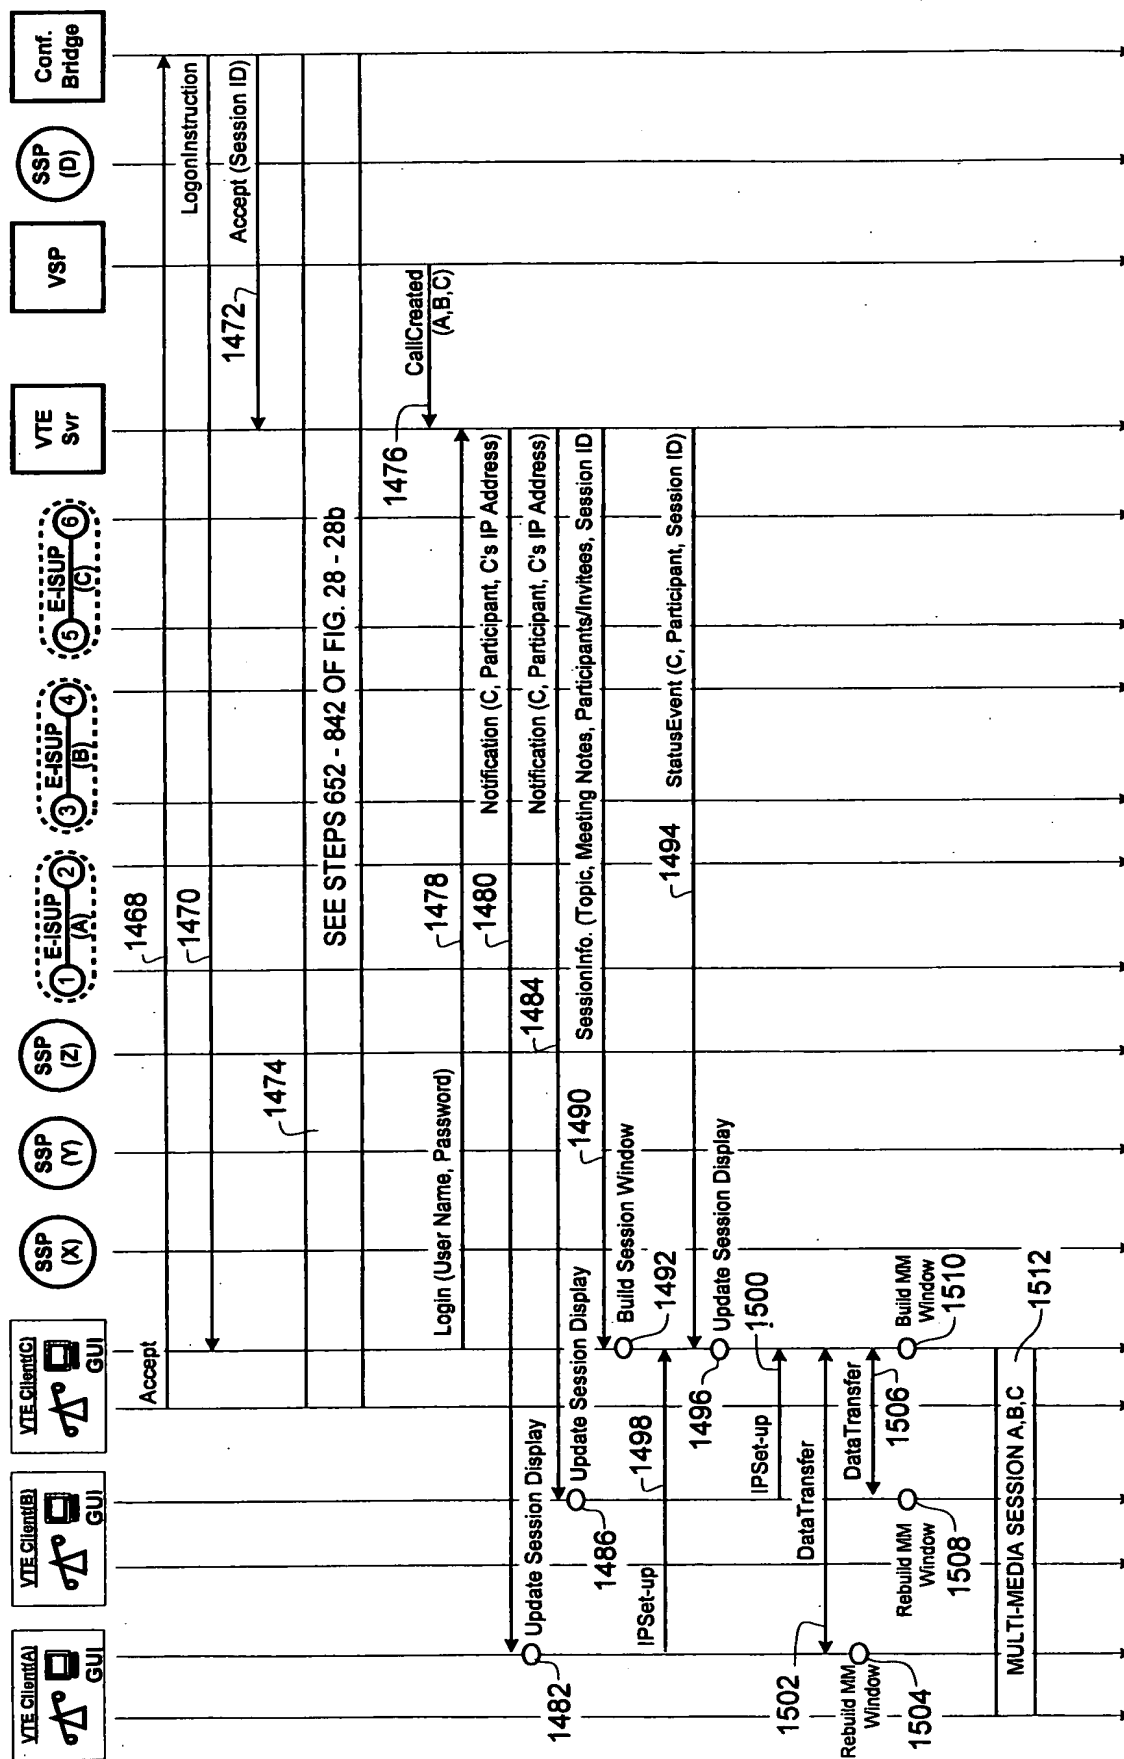 VTE Client(A)
GUI
VTE Client(B)
GUI
VTE Client(C)
GUI
SSP
(X)
SSP
(Y)
SSP
(Z)
1
E-ISUP
(A)
2
3
E-ISUP
(B)
4
5
E-ISUP
(C)
6
VTE
Svr
VSP
SSP
(D)
Conf.
Bridge
Accept
1468
1470
LogonInstruction
1472
Accept (Session ID)
1474
SEE STEPS 652 - 842 OF FIG. 28 - 28b
1476
CallCreated
(A,B,C)
Login (User Name, Password)
1478
1480
Notification (C, Participant, C's IP Address)
Update Session Display
1482
1484
Notification (C, Participant, C's IP Address)
Update Session Display
1486
1490
SessionInfo. (Topic, Meeting Notes, Participants/Invitees, Session ID
Build Session Window
1492
IPSet-up
1498
1494
StatusEvent (C, Participant, Session ID)
1496
Update Session Display
IPSet-up
1500
1502
DataTransfer
Rebuild MM
Window
1504
DataTransfer
1506
Rebuild MM
Window
1508
Build MM
Window
1510
MULTI-MEDIA SESSION A,B,C
1512